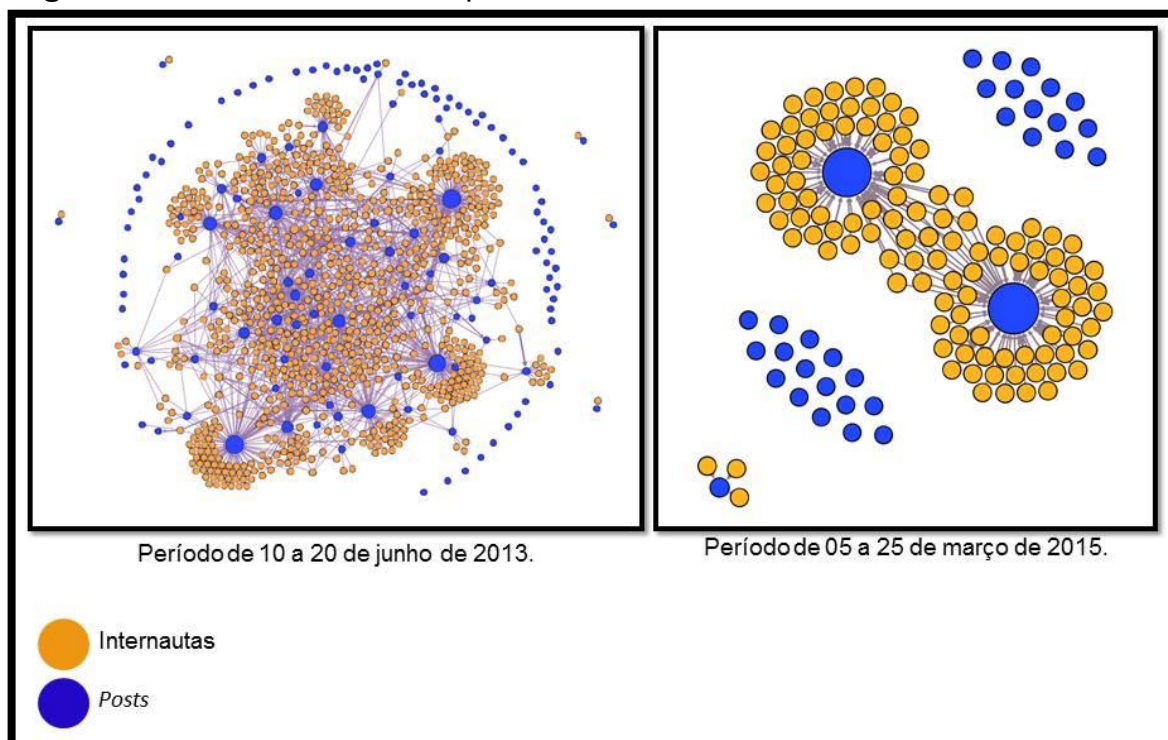 Período de 10 a 20 de junho de 2013.
Período de 05 a 25 de março de 2015.
Internautas
Posts